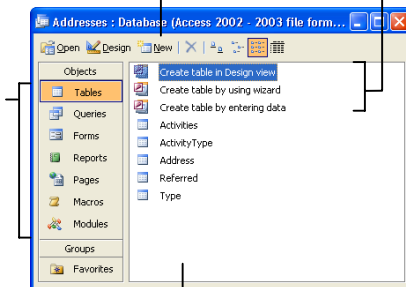 Addresses : Database (Access 2002 - 2003 file form...
Open Design New
Objects
Tables
Queries
Forms
Reports
Pages
Macros
Modules
Groups
Favorites
Create table in Design view
Create table by using wizard
Create table by entering data
Activities
ActivityType
Address
Referred
Type